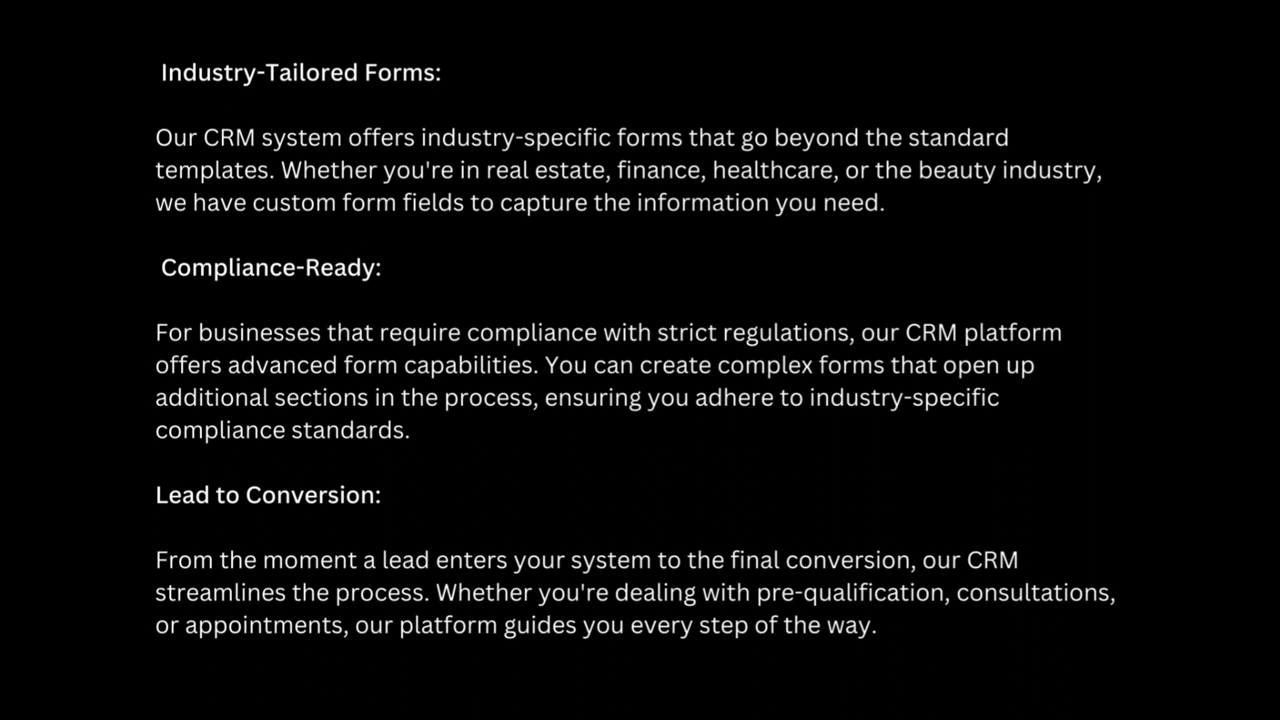 Industry-Tailored Forms:
Our CRM system offers industry-specific forms that go beyond the standard
templates. Whether you're in real estate, finance, healthcare, or the beauty industry,
we have custom form fields to capture the information you need.
Compliance-Ready:
For businesses that require compliance with strict regulations, our CRM platform
offers advanced form capabilities. You can create complex forms that open up
additional sections in the process, ensuring you adhere to industry-specific
compliance standards.
Lead to Conversion:
From the moment a lead enters your system to the final conversion, our CRM
streamlines the process. Whether you're dealing with pre-qualification, consultations,
or appointments, our platform guides you every step of the way.